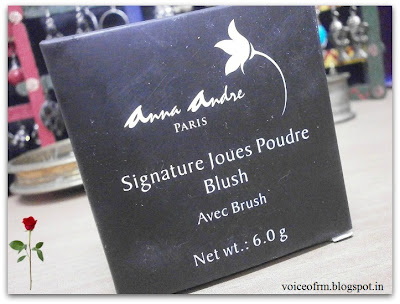 Anna Andre
PARIS
Signature Joues Poudre
Blush
Avec Brush
Net wt.: 6.0 g
voiceofrm.blogspot.in